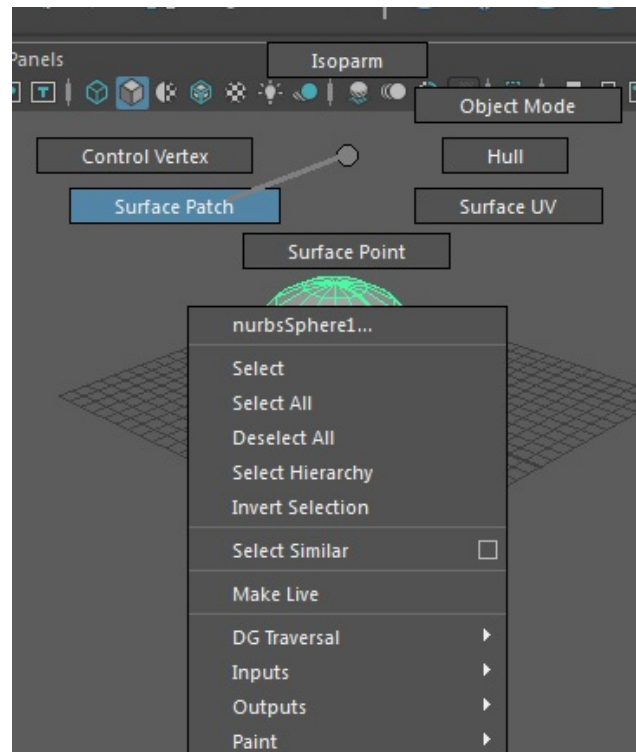 Panels
Isoparm
Object Mode
Control Vertex
Hull
Surface Patch
Surface UV
Surface Point
nurbsSphere1...
Select
Select All
Deselect All
Select Hierarchy
Invert Selection
Select Similar
Make Live
DG Traversal
Inputs
Outputs
Paint